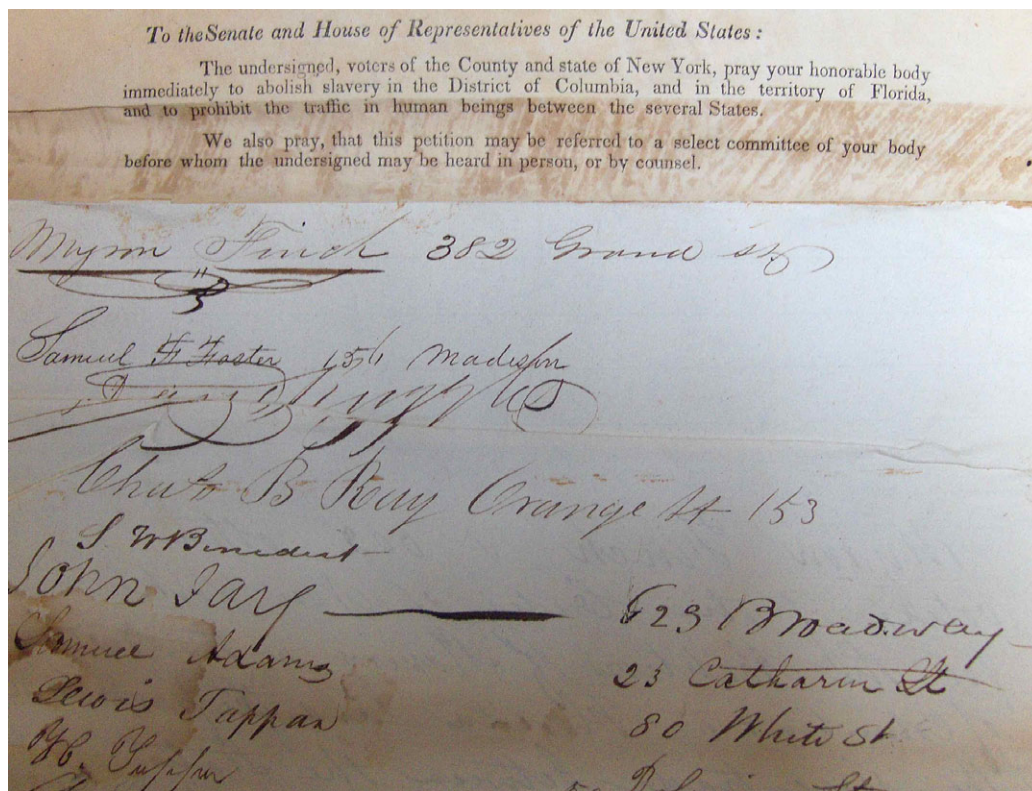 To the Senate and House of Representatives of the United States :
The undersigned, voters of the County and state of New York, pray your honorable body
immediately to abolish slavery in the District of Columbia, and in the territory of Florida,
and to prohibit the traffic in human beings between the several States.
We also pray, that this petition may be referred to a select committee of your body
before whom the undersigned may be heard in person, or by counsel.
Myron Finch 382 Grand St
Samuel Foster 156 Madison
Ruggles
Chas B Ray Orange St 153
S W Benedict
John 623 Broadway
Samuel Adams 23 Catharin St
Lewis Tappan 80 White St.